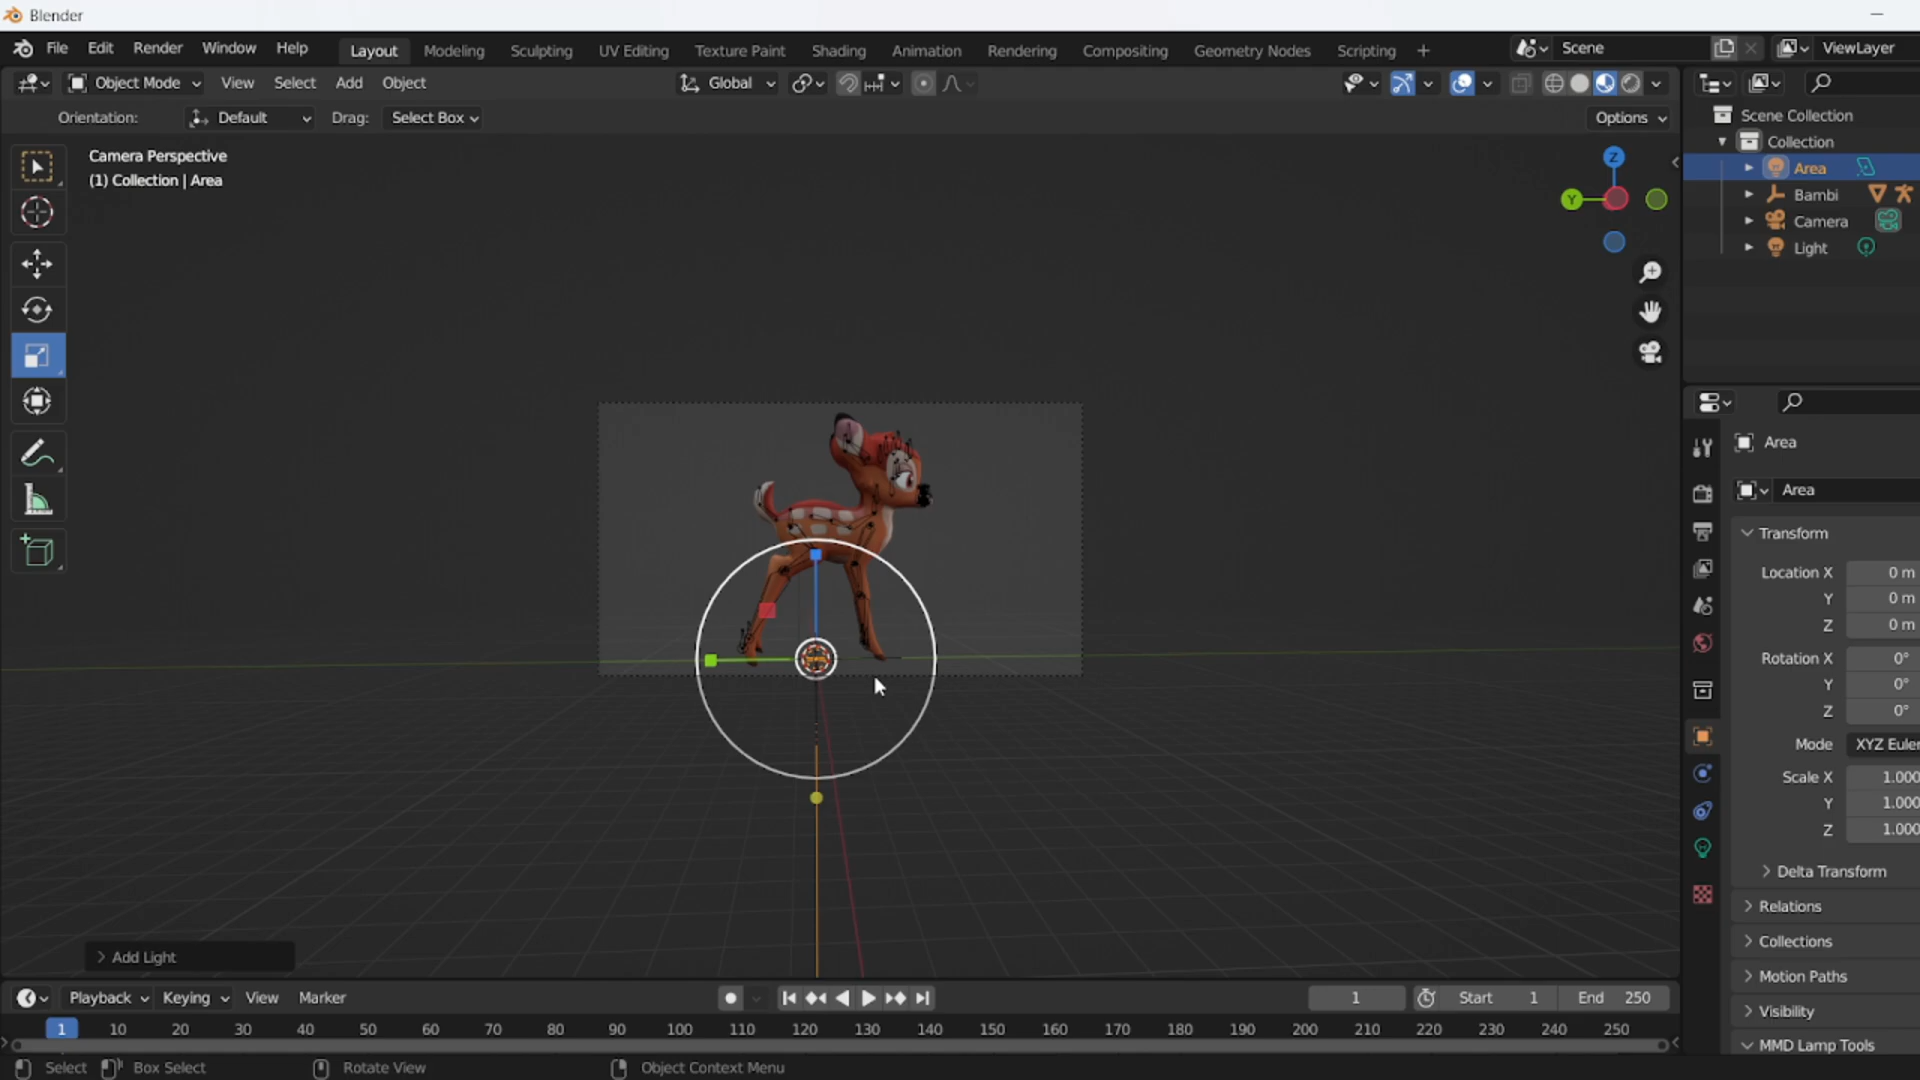 Blender
File Edit Render Window Help Layout Modeling Sculpting UV Editing Texture Paint Shading Animation Rendering Compositing Geometry Nodes Scripting + Scene ViewLayer
Object Mode View Select Add Object Global
Orientation: Default Drag: Select Box Options
Camera Perspective
(1) Collection | Area
Z
Y
Scene Collection
Collection
Area
Bambi
Camera
Light
Area
Area
Transform
Location X 0 m
Y 0 m
Z 0 m
Rotation X 0°
Y 0°
Z 0°
Mode XYZ Euler
Scale X 1.000
Y 1.000
Z 1.000
Delta Transform
Relations
Collections
Motion Paths
Visibility
MMD Lamp Tools
Add Light
Playback Keying View Marker 1 Start 1 End 250
1 10 20 30 40 50 60 70 80 90 100 110 120 130 140 150 160 170 180 190 200 210 220 230 240 250
Select Box Select Rotate View Object Context Menu